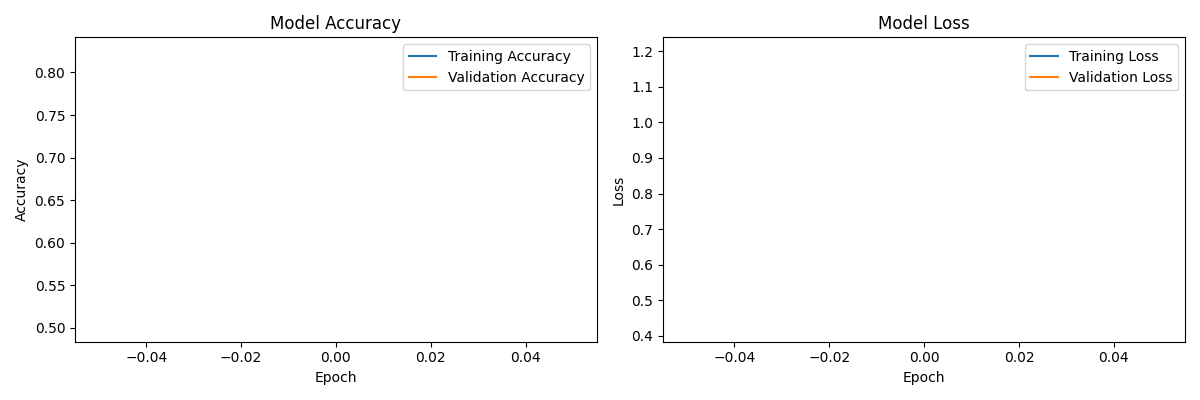 Model Accuracy
Training Accuracy
Validation Accuracy
0.80
0.75
0.70
0.65
0.60
0.55
0.50
Accuracy
−0.04 −0.02 0.00 0.02 0.04
Epoch
Model Loss
Training Loss
Validation Loss
1.2
1.1
1.0
0.9
0.8
0.7
0.6
0.5
0.4
Loss
−0.04 −0.02 0.00 0.02 0.04
Epoch